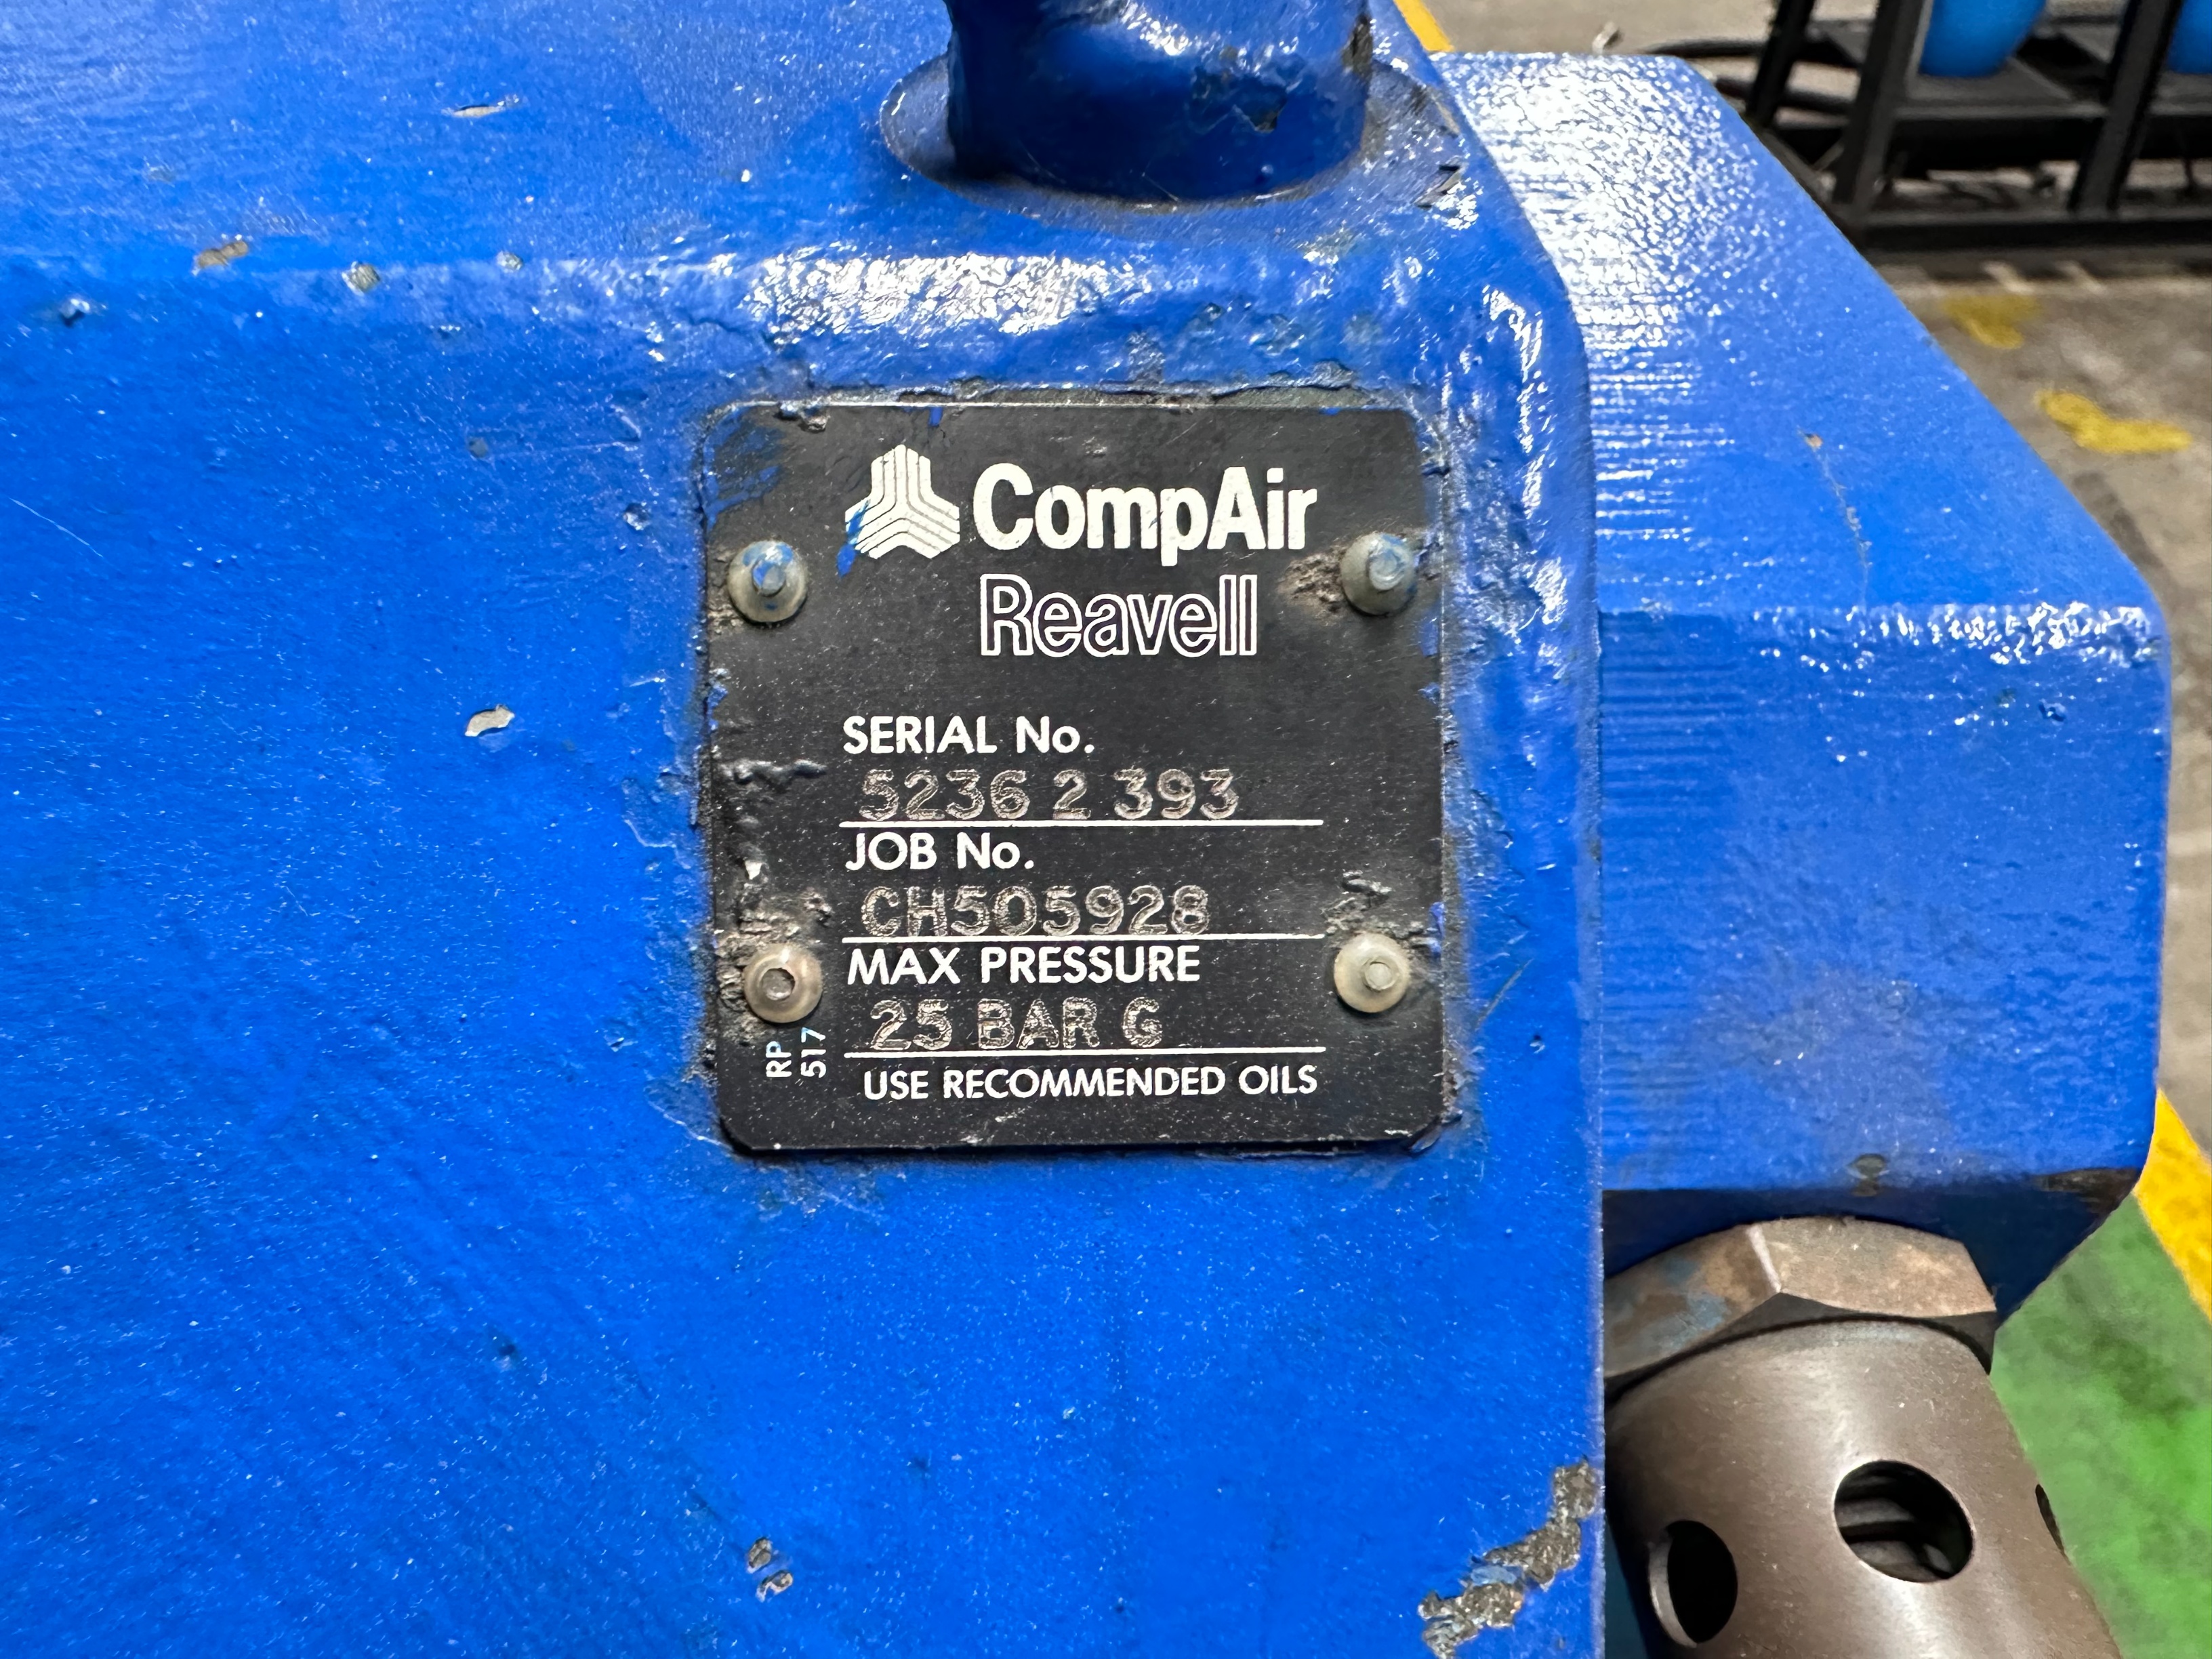 CompAir
Reavell
SERIAL No.
5236 2 393
JOB No.
CH505928
MAX PRESSURE
25 BAR G
USE RECOMMENDED OILS
RP
517